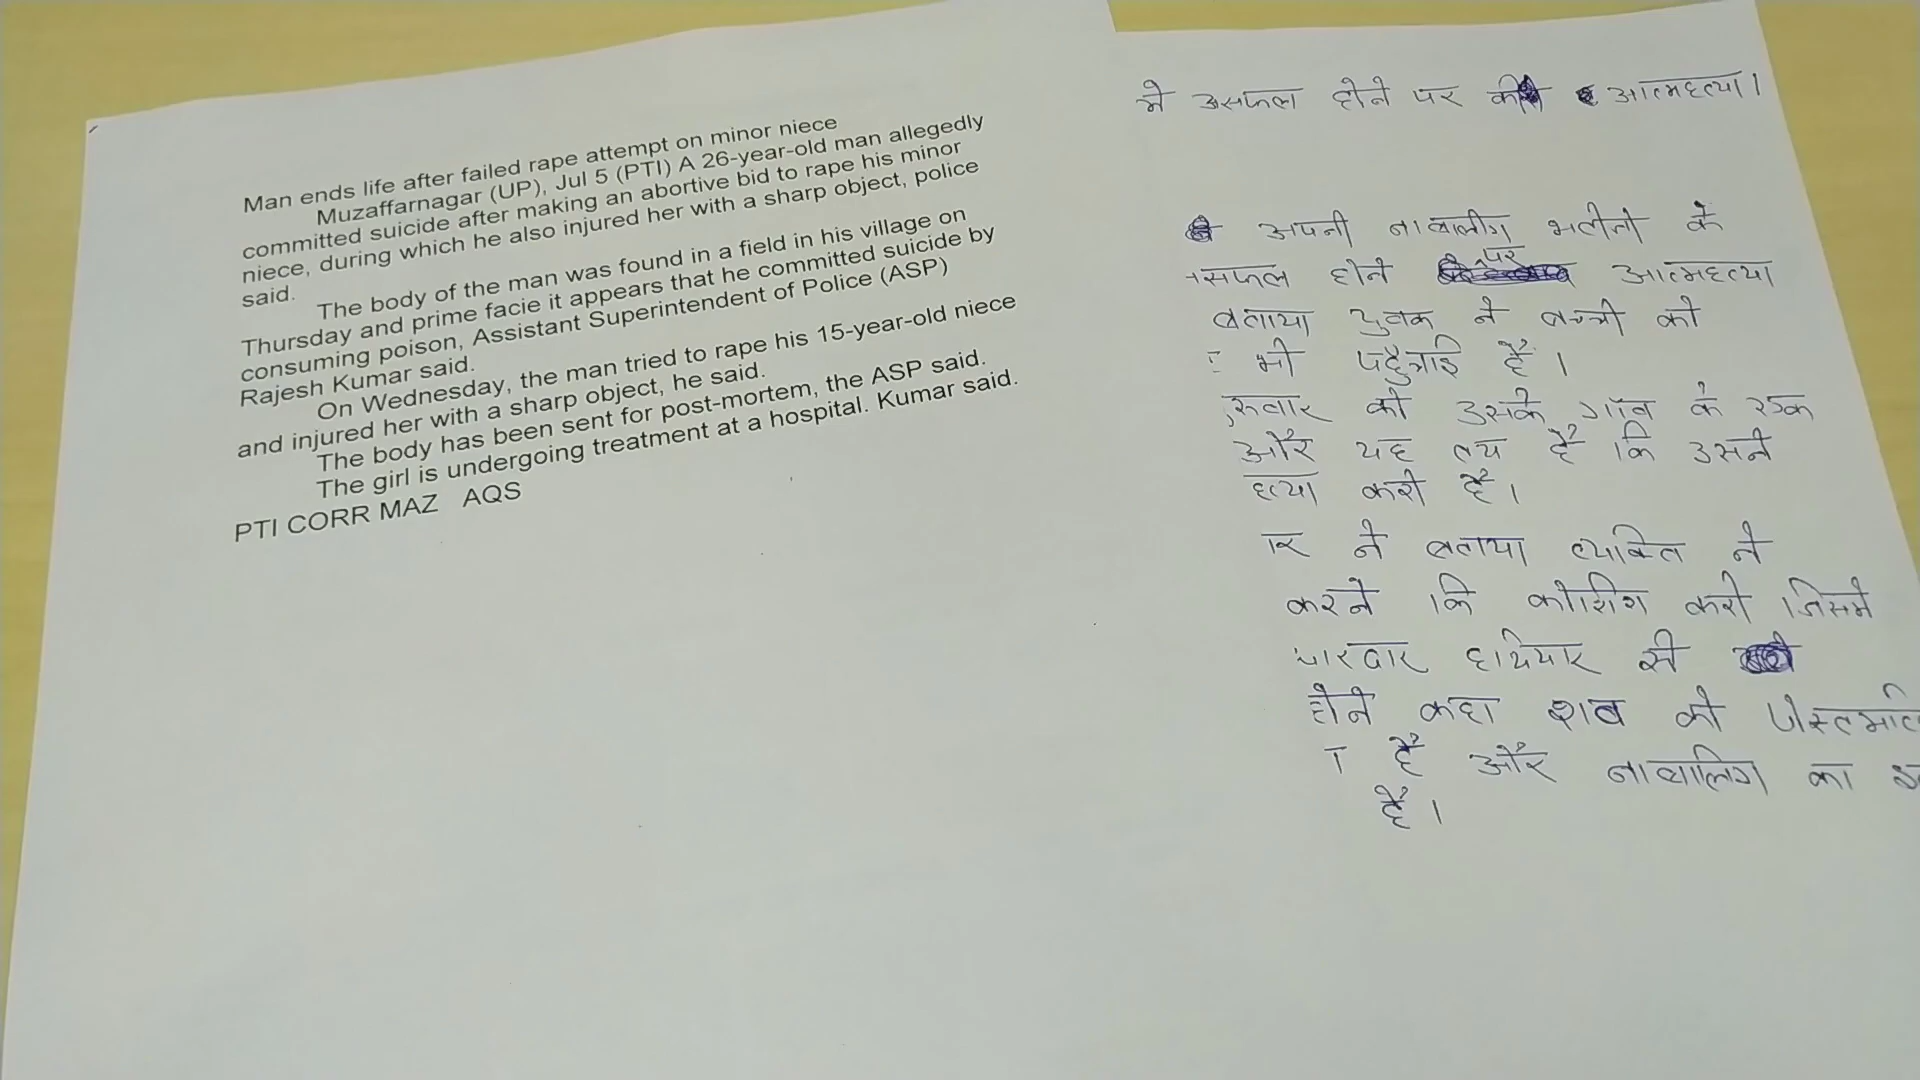 Man ends life after failed rape attempt on minor niece
Muzaffarnagar (UP), Jul 5 (PTI) A 26-year-old man allegedly
committed suicide after making an abortive bid to rape his minor
niece, during which he also injured her with a sharp object, police
said.
The body of the man was found in a field in his village on
Thursday and prime facie it appears that he committed suicide by
consuming poison, Assistant Superintendent of Police (ASP)
Rajesh Kumar said.
On Wednesday, the man tried to rape his 15-year-old niece
and injured her with a sharp object, he said.
The body has been sent for post-mortem, the ASP said.
The girl is undergoing treatment at a hospital. Kumar said.
PTI CORR MAZ AQS
मे असफल होने पर की आत्महत्या।
अपनी नाबालीग भतीजी के
होने पर आत्महत्या
बताया युवक ने बच्ची को
भी पहुँचाई है।
को उसके गाँव के एक
और यह तय है कि उसने
हत्या करी है।
ने बताया व्यक्ति ने
करने कि कोशिश करी जिसमे
हथियार से
कहा शव को
है और नाबालिग का
है।